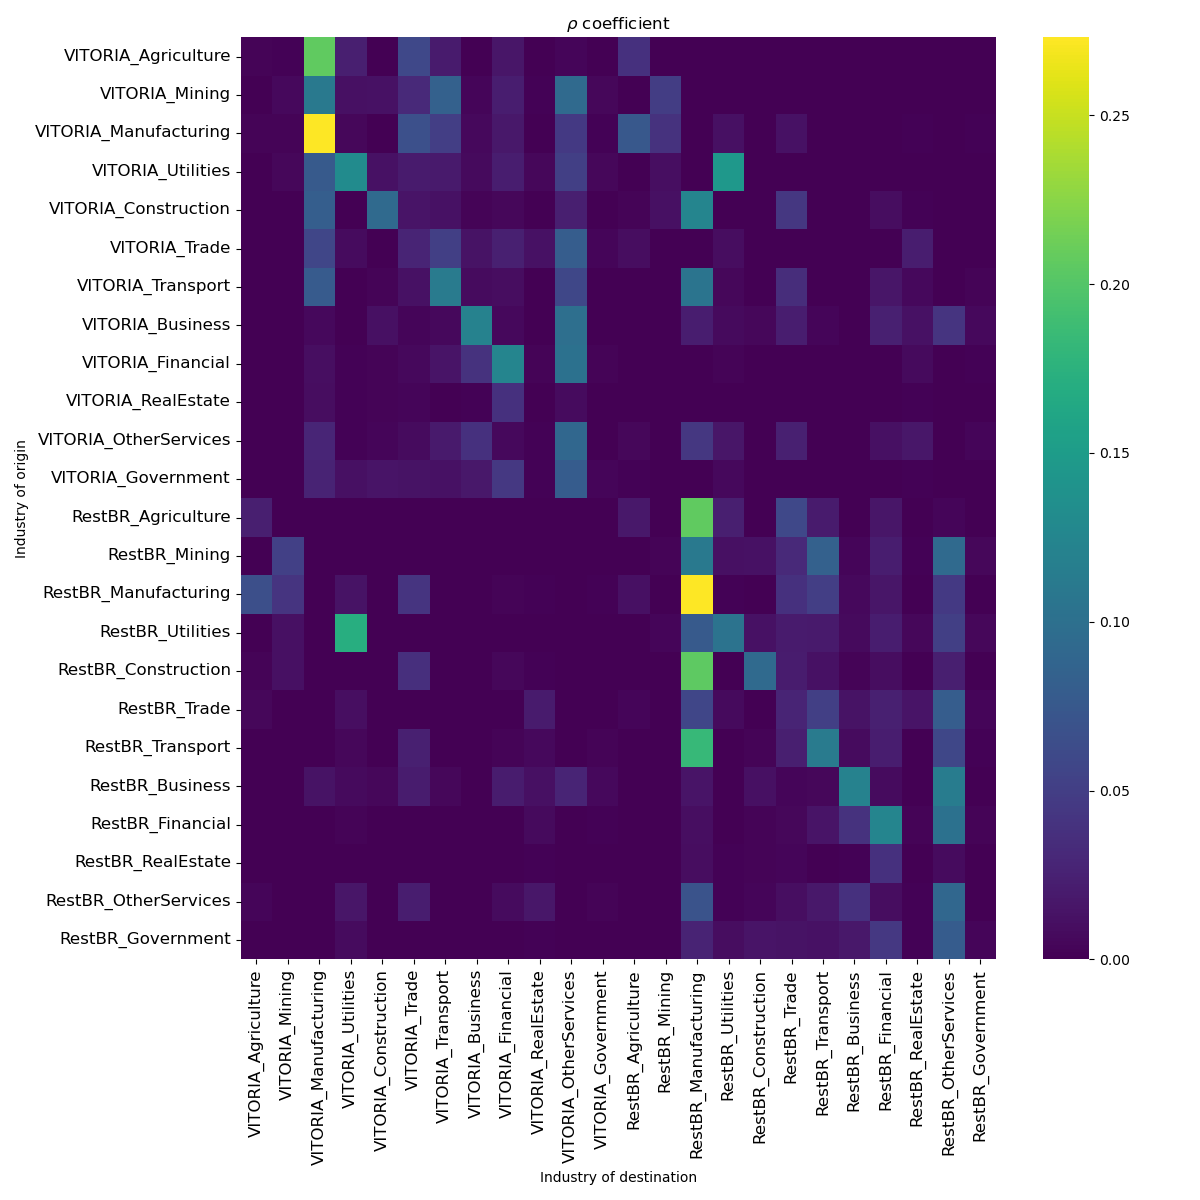 ρ coefficient
VITORIA_Agriculture
VITORIA_Mining
VITORIA_Manufacturing
VITORIA_Utilities
VITORIA_Construction
VITORIA_Trade
VITORIA_Transport
VITORIA_Business
VITORIA_Financial
VITORIA_RealEstate
VITORIA_OtherServices
VITORIA_Government
RestBR_Agriculture
RestBR_Mining
RestBR_Manufacturing
RestBR_Utilities
RestBR_Construction
RestBR_Trade
RestBR_Transport
RestBR_Business
RestBR_Financial
RestBR_RealEstate
RestBR_OtherServices
RestBR_Government
Industry of origin
VITORIA_Agriculture
VITORIA_Mining
VITORIA_Manufacturing
VITORIA_Utilities
VITORIA_Construction
VITORIA_Trade
VITORIA_Transport
VITORIA_Business
VITORIA_Financial
VITORIA_RealEstate
VITORIA_OtherServices
VITORIA_Government
RestBR_Agriculture
RestBR_Mining
RestBR_Manufacturing
RestBR_Utilities
RestBR_Construction
RestBR_Trade
RestBR_Transport
RestBR_Business
RestBR_Financial
RestBR_RealEstate
RestBR_OtherServices
RestBR_Government
Industry of destination
0.25
0.20
0.15
0.10
0.05
0.00